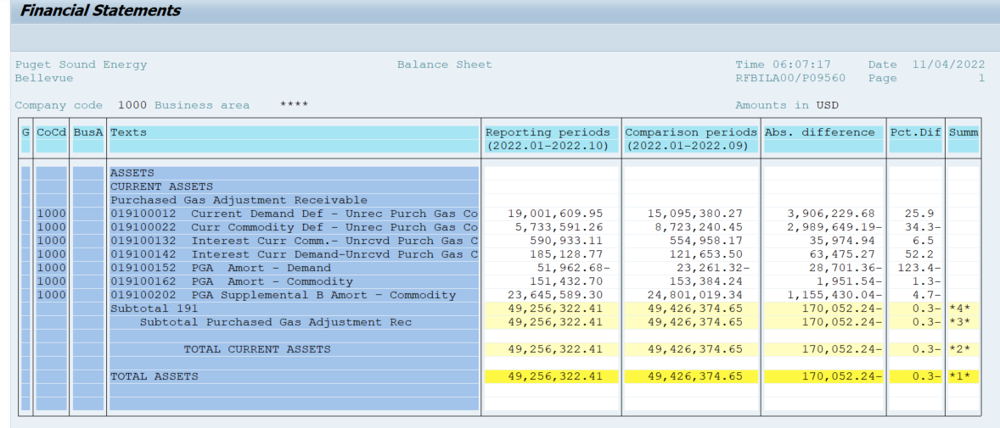 Financial Statements
Puget Sound Energy Balance Sheet Time 06:07:17 Date 11/04/2022
Bellevue RFBILA00/P09560 Page 1
Company code 1000 Business area **** Amounts in USD
G CoCd BusA Texts Reporting periods Comparison periods Abs. difference Pct.Dif Summ
(2022.01-2022.10) (2022.01-2022.09)
ASSETS
CURRENT ASSETS
Purchased Gas Adjustment Receivable
1000 019100012 Current Demand Def - Unrec Purch Gas Co 19,001,609.95 15,095,380.27 3,906,229.68 25.9
1000 019100022 Curr Commodity Def - Unrec Purch Gas Co 5,733,591.26 8,723,240.45 2,989,649.19- 34.3-
1000 019100132 Interest Curr Comm.- Unrcvd Purch Gas C 590,933.11 554,958.17 35,974.94 6.5
1000 019100142 Interest Curr Demand-Unrcvd Purch Gas C 185,128.77 121,653.50 63,475.27 52.2
1000 019100152 PGA Amort - Demand 51,962.68- 23,261.32- 28,701.36- 123.4-
1000 019100162 PGA Amort - Commodity 151,432.70 153,384.24 1,951.54- 1.3-
1000 019100202 PGA Supplemental B Amort - Commodity 23,645,589.30 24,801,019.34 1,155,430.04- 4.7-
Subtotal 191 49,256,322.41 49,426,374.65 170,052.24- 0.3- *4*
Subtotal Purchased Gas Adjustment Rec 49,256,322.41 49,426,374.65 170,052.24- 0.3- *3*
TOTAL CURRENT ASSETS 49,256,322.41 49,426,374.65 170,052.24- 0.3- *2*
TOTAL ASSETS 49,256,322.41 49,426,374.65 170,052.24- 0.3- *1*